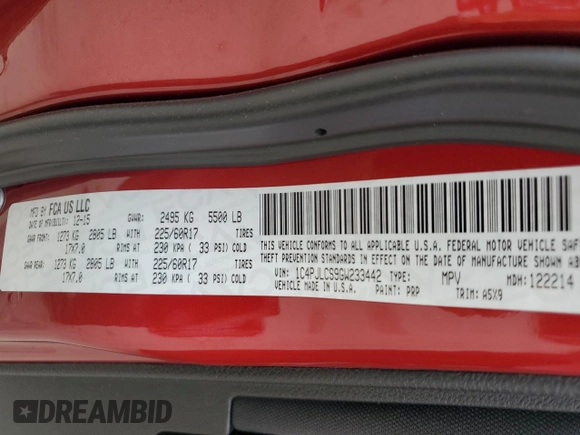 MFD BY FCA US LLC
DATE OF MFR/BUILT: 12-15 GVWR: 2495 KG 5500 LB
GAWR FRONT: 1273 KG 2805 LB WITH 225/60R17 TIRES
17X7.0 RIMS AT 230 KPA ( 33 PSI) COLD
GAWR REAR: 1273 KG 2805 LB WITH 225/60R17 TIRES
17X7.0 RIMS AT 230 KPA ( 33 PSI) COLD
THIS VEHICLE CONFORMS TO ALL APPLICABLE U.S.A. FEDERAL MOTOR VEHICLE
THEFT PREVENTION STANDARDS IN EFFECT ON THE DATE OF MANUFACTURE SHOWN
VIN: 1C4PJLCS9GW233442 TYPE: MPV MDH: 122214
VEHICLE MADE IN U.S.A. PAINT: PRP TRIM: A5X9
DREAMBID